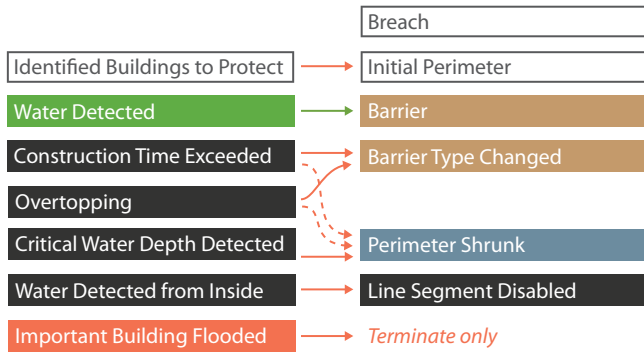 Breach
Identified Buildings to Protect
Initial Perimeter
Water Detected
Barrier
Construction Time Exceeded
Barrier Type Changed
Overtopping
Critical Water Depth Detected
Perimeter Shrunk
Water Detected from Inside
Line Segment Disabled
Important Building Flooded
Terminate only